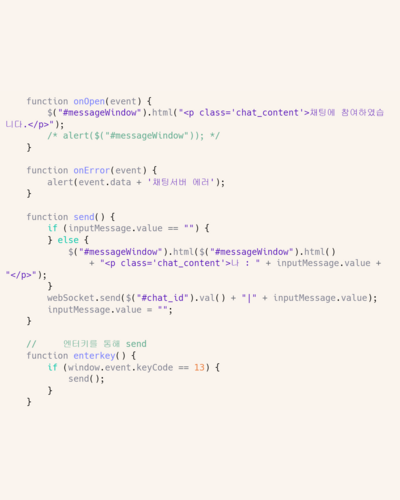 function onOpen(event) {
$("#messageWindow").html("<p class='chat_content'>채팅에 참여하였습
니다.</p>");
/* alert($("#messageWindow")); */
}
function onError(event) {
alert(event.data + '채팅서버 에러');
}
function send() {
if (inputMessage.value == "") {
} else {
$("#messageWindow").html($("#messageWindow").html()
+ "<p class='chat_content'>나 : " + inputMessage.value +
"</p>");
}
webSocket.send($("#chat_id").val() + "|" + inputMessage.value);
inputMessage.value = "";
}
//     엔터키를 통해 send
function enterkey() {
if (window.event.keyCode == 13) {
send();
}
}